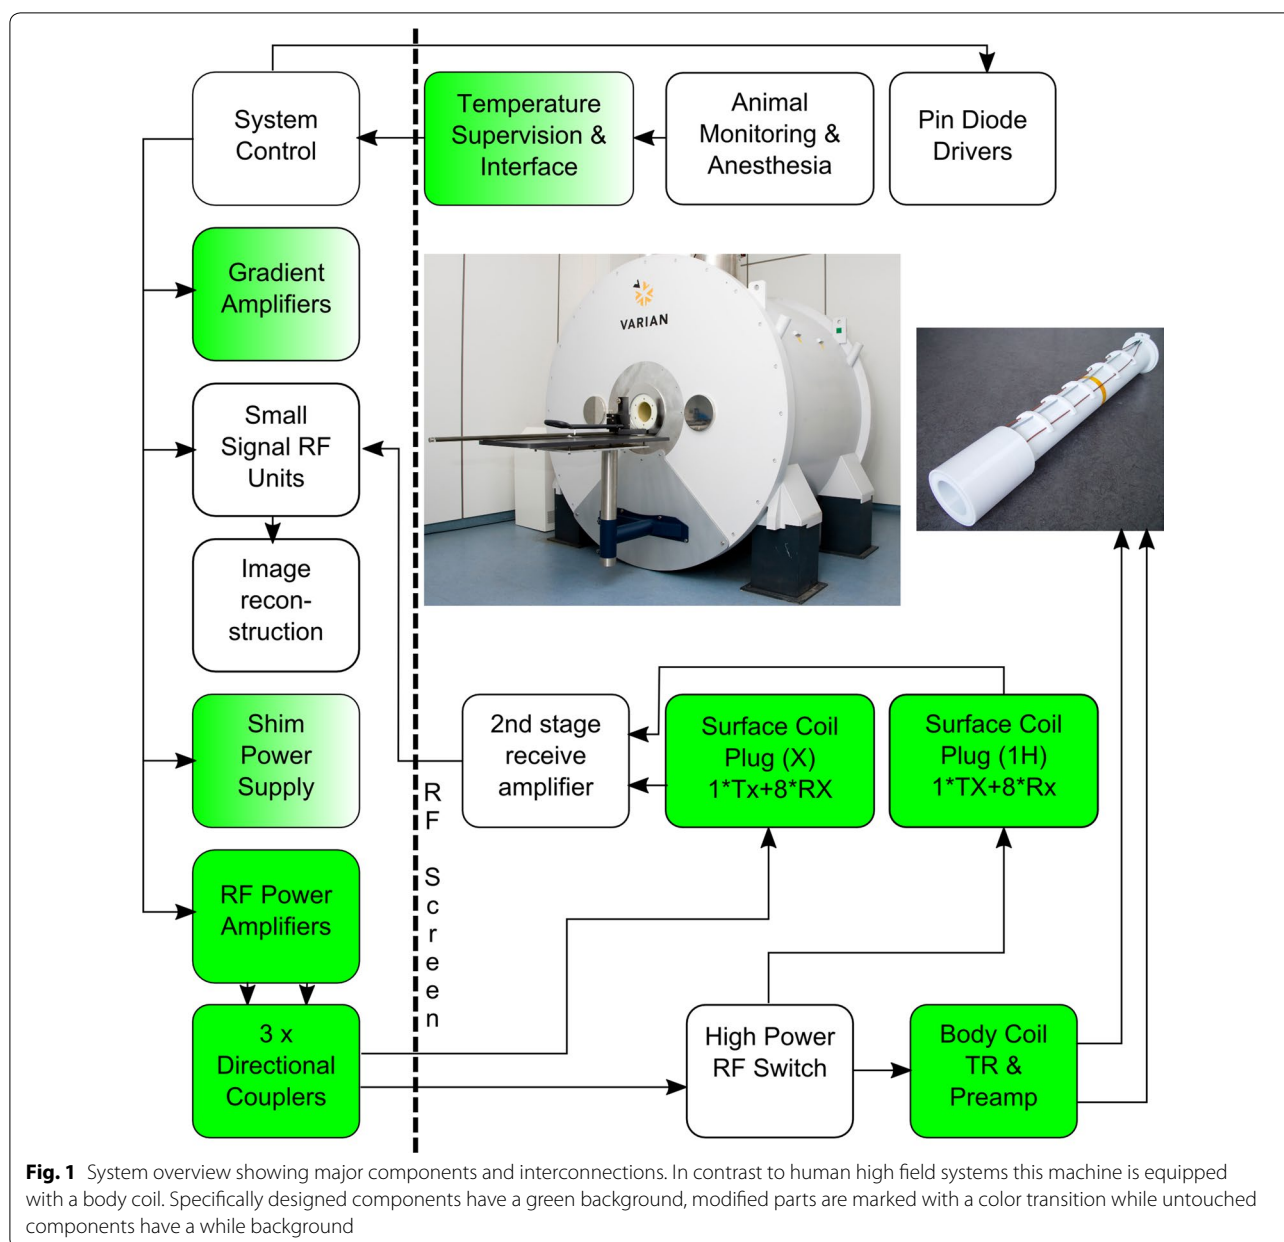 System
Control
Temperature
Supervision &
Interface
Animal
Monitoring &
Anesthesia
Pin Diode
Drivers
Gradient
Amplifiers
VARIAN
Small
Signal RF
Units
Image
recon-
struction
Shim
Power
Supply
2nd stage
receive
amplifier
Surface Coil
Plug (X)
1*Tx+8*RX
Surface Coil
Plug (1H)
1*TX+8*Rx
RF Screen
RF Power
Amplifiers
3 x
Directional
Couplers
High Power
RF Switch
Body Coil
TR &
Preamp
Fig. 1 System overview showing major components and interconnections. In contrast to human high field systems this machine is equipped
with a body coil. Specifically designed components have a green background, modified parts are marked with a color transition while untouched
components have a while background